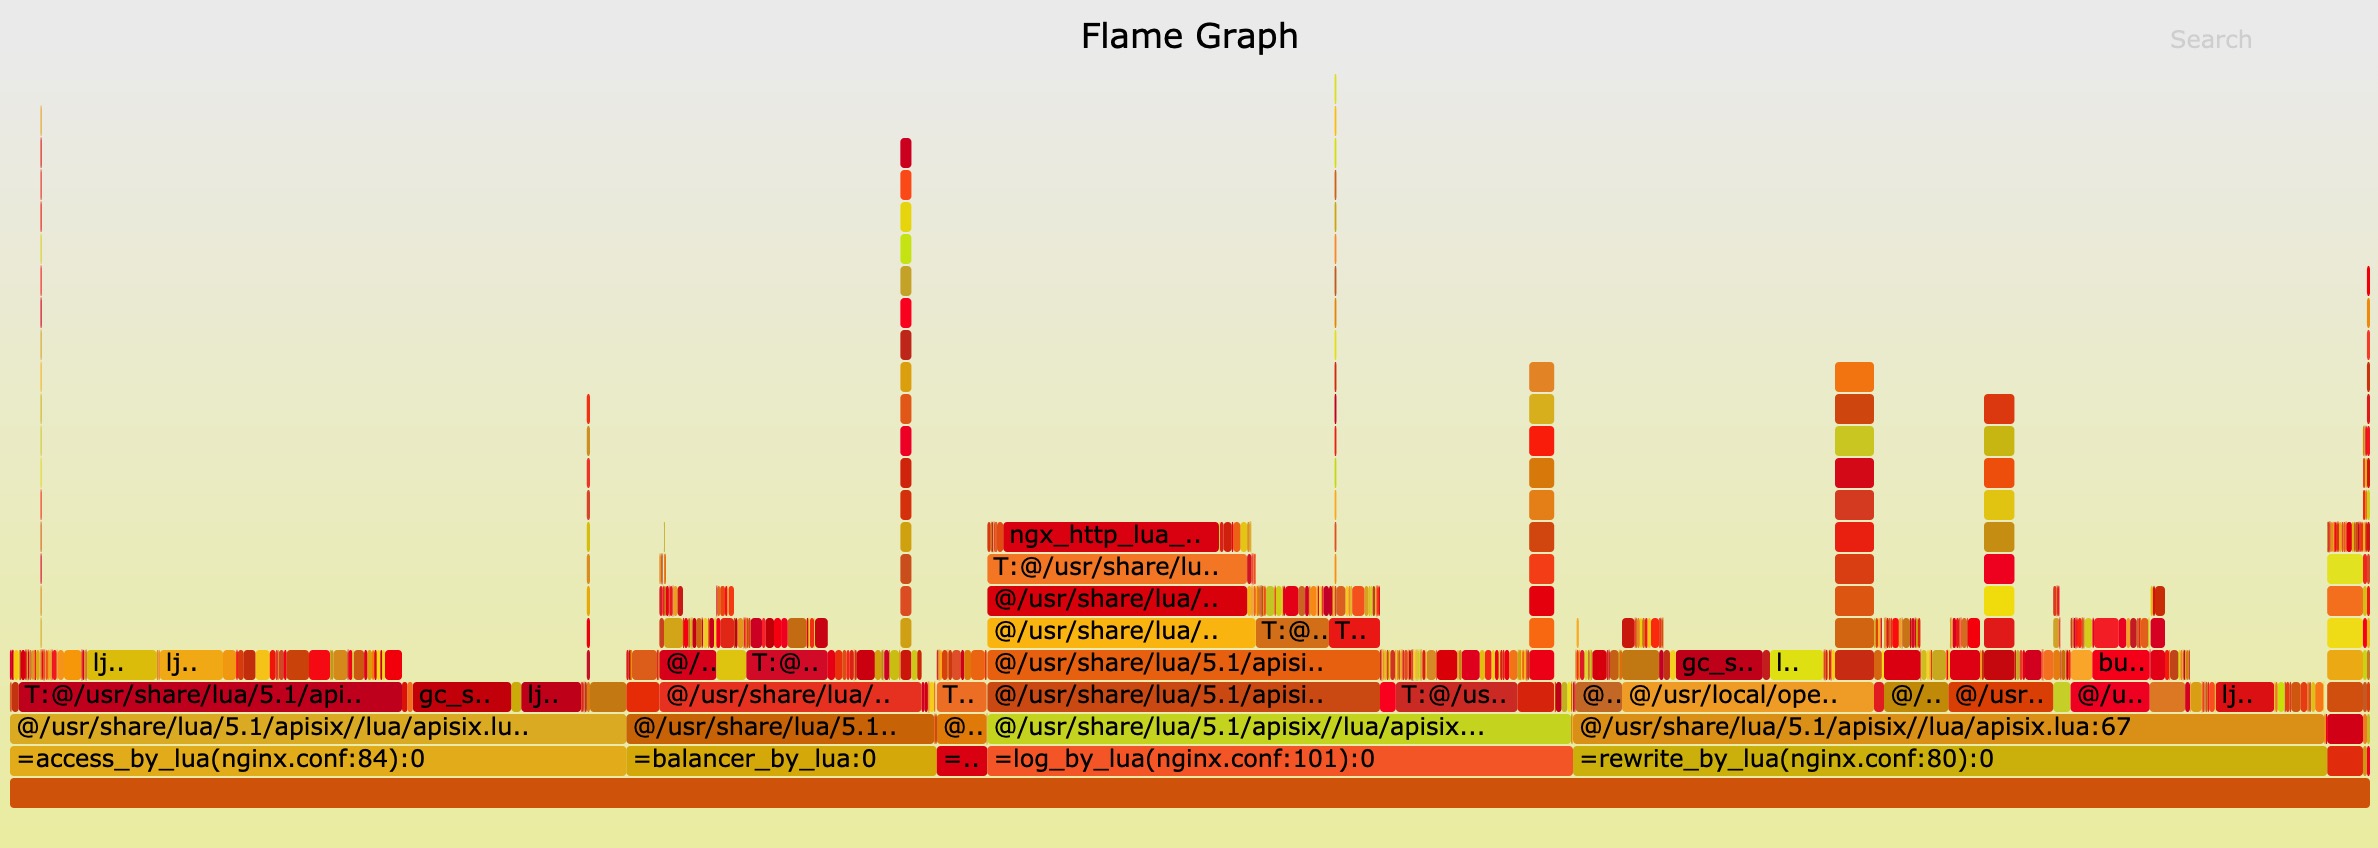 Flame Graph
Search
ngx_http_lua_..
T:@/usr/share/lu..
@/usr/share/lua/..
@/usr/share/lua/.. T:@.. T..
lj.. lj.. @/.. T:@.. @/usr/share/lua/5.1/apisi.. gc_s.. l.. bu..
T:@/usr/share/lua/5.1/api.. gc_s.. lj.. @/usr/share/lua/.. T.. @/usr/share/lua/5.1/apisi.. T:@/us.. @.. @/usr/local/ope.. @/.. @/usr.. @/u.. lj..
@/usr/share/lua/5.1/apisix//lua/apisix.lu.. @/usr/share/lua/5.1.. @.. @/usr/share/lua/5.1/apisix//lua/apisix... @/usr/share/lua/5.1/apisix//lua/apisix.lua:67
=access_by_lua(nginx.conf:84):0 =balancer_by_lua:0 =.. =log_by_lua(nginx.conf:101):0 =rewrite_by_lua(nginx.conf:80):0